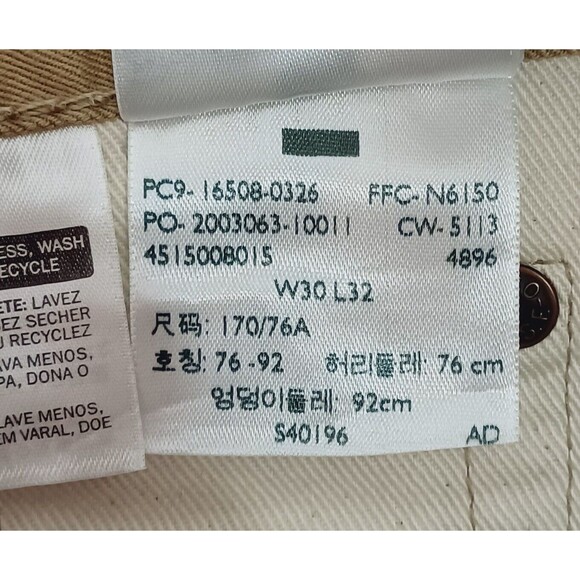 PC9- 16508-0326 FFC- N6150
PO- 2003063-10011 CW- 5113
4515008015 4896
W30 L32
尺码: 170/76A
호칭: 76 -92 허리둘레: 76 cm
엉덩이둘레: 92cm
S40196 AD
ESS, WASH
ECYCLE
ETE: LAVEZ
SEZ SECHER
U RECYCLEZ
AVA MENOS,
PA, DONA O
LAVE MENOS,
EM VARAL, DOE